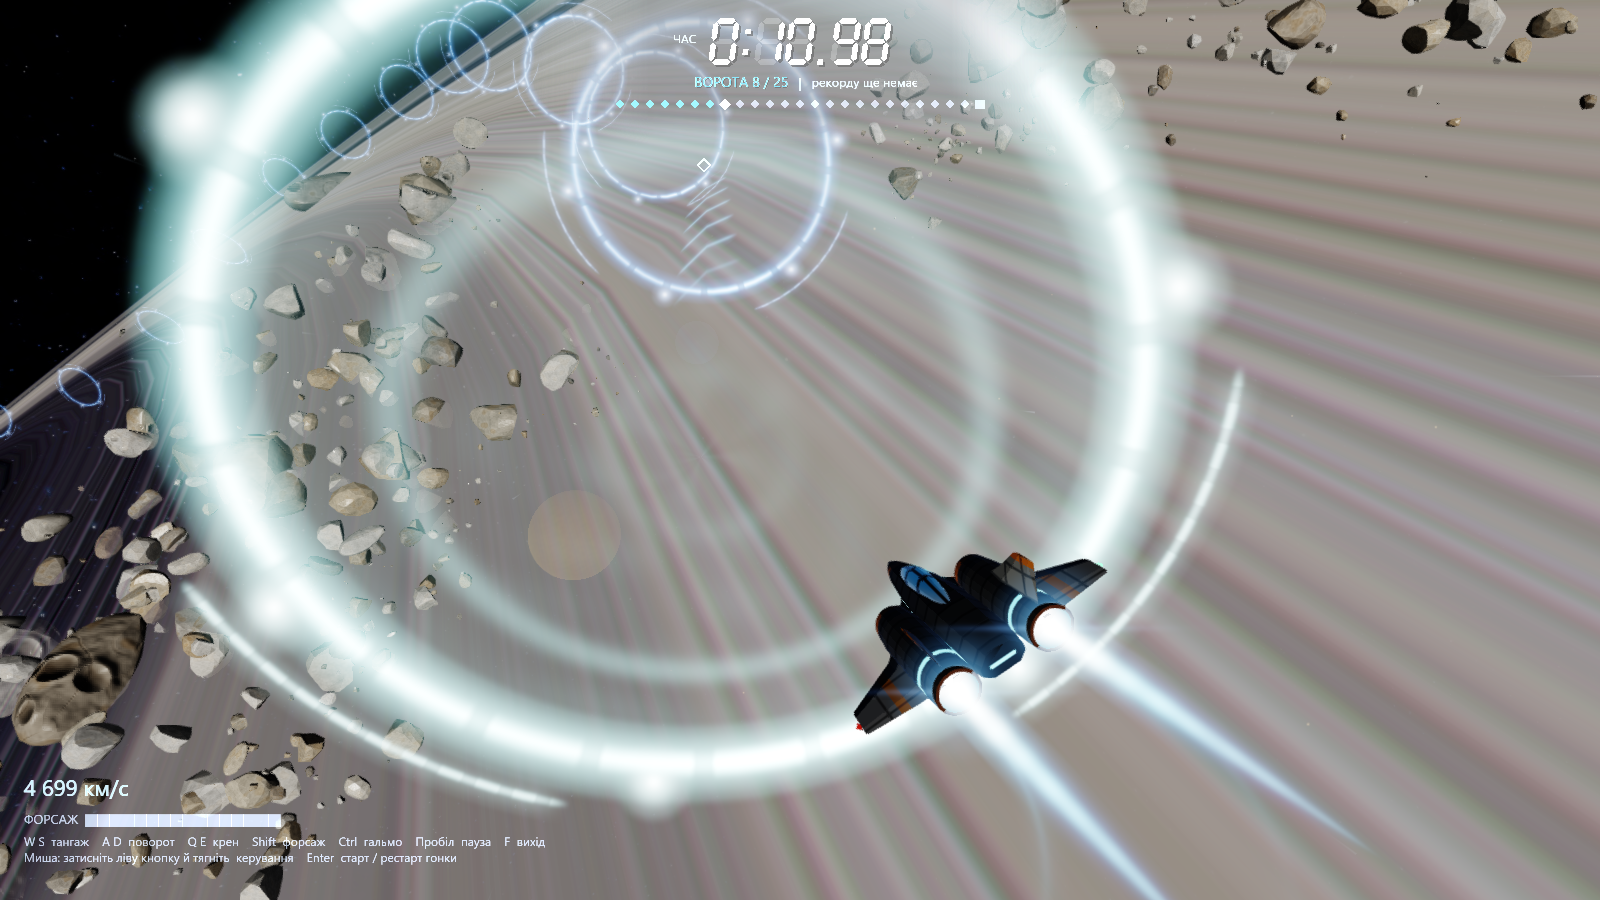 ЧАС 0:10.98
ВОРОТА 8 / 25 | рекорду ще немає
4 699 км/с
ФОРСАЖ
W S тангаж A D поворот Q E крен Shift форсаж Ctrl гальмо Пробіл пауза F вихід
Миша: затисніть ліву кнопку й тягніть керування Enter старт / рестарт гонки